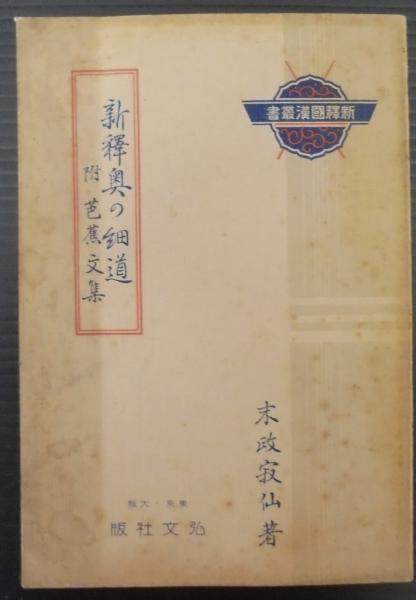 新釋國漢叢書
新釋奥の細道
附 芭蕉文集
末政寂仙著
東京・大阪
弘文社版